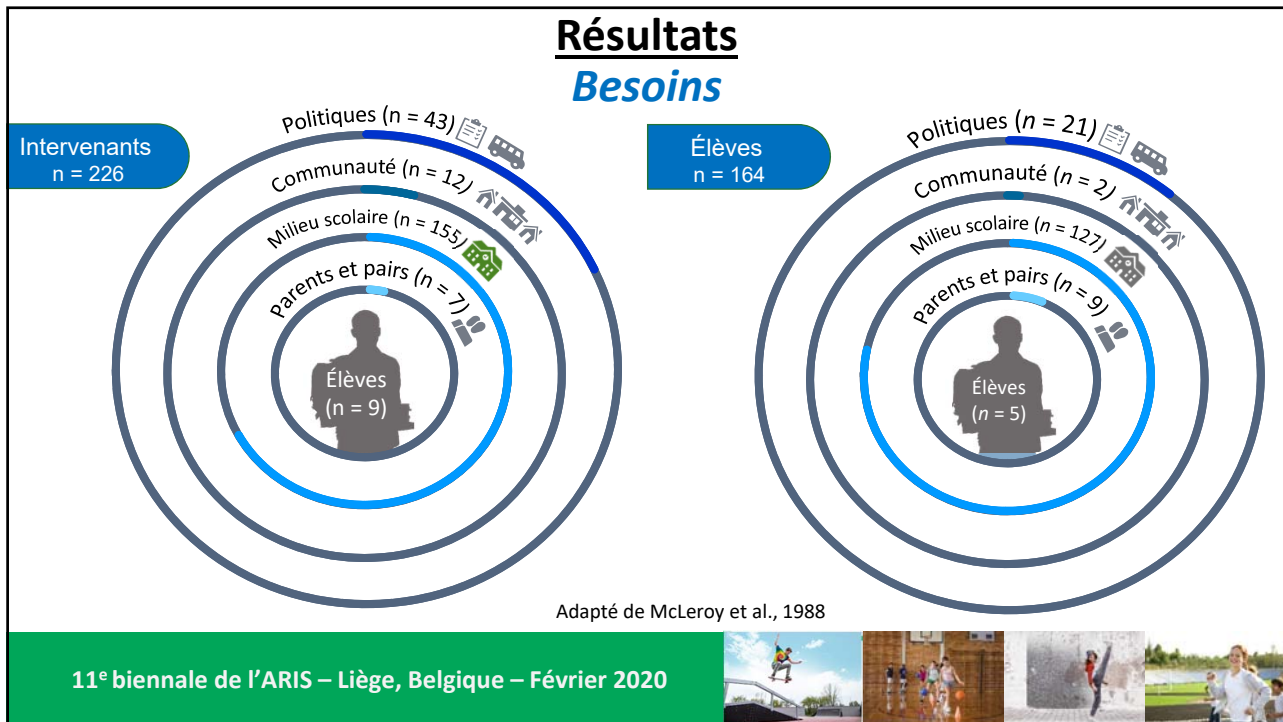 Résultats
Besoins
Intervenants
n = 226
Politiques (n = 43)
Communauté (n = 12)
Milieu scolaire (n = 155)
Parents et pairs (n = 7)
Élèves
(n = 9)
Élèves
n = 164
Politiques (n = 21)
Communauté (n = 2)
Milieu scolaire (n = 127)
Parents et pairs (n = 9)
Élèves
(n = 5)
Adapté de McLeroy et al., 1988
11e biennale de l’ARIS – Liège, Belgique – Février 2020